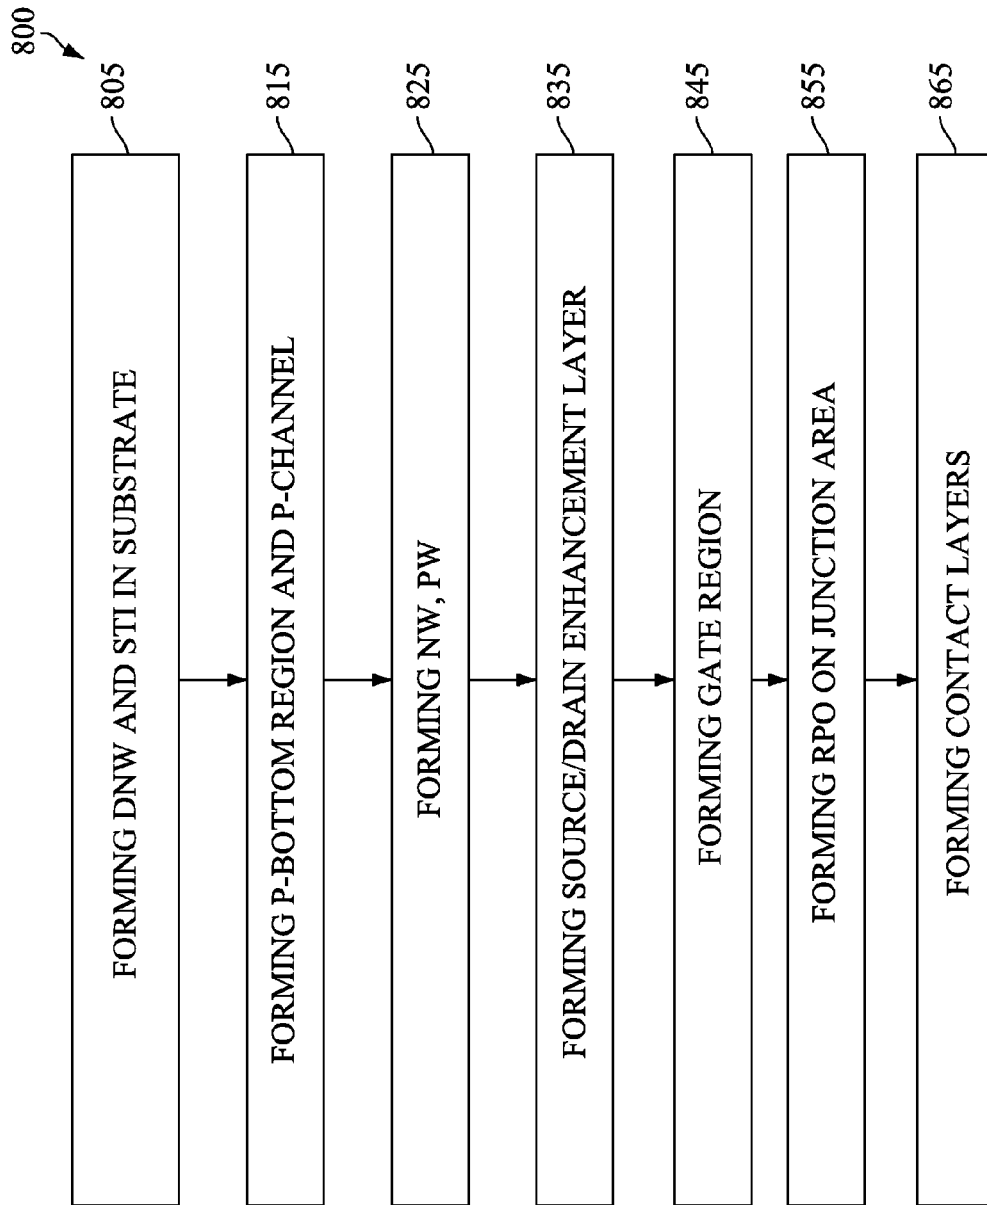 800
FORMING DNW AND STI IN SUBSTRATE
805
FORMING P-BOTTOM REGION AND P-CHANNEL
815
FORMING NW, PW
825
FORMING SOURCE/DRAIN ENHANCEMENT LAYER
835
FORMING GATE REGION
845
FORMING RPO ON JUNCTION AREA
855
FORMING CONTACT LAYERS
865